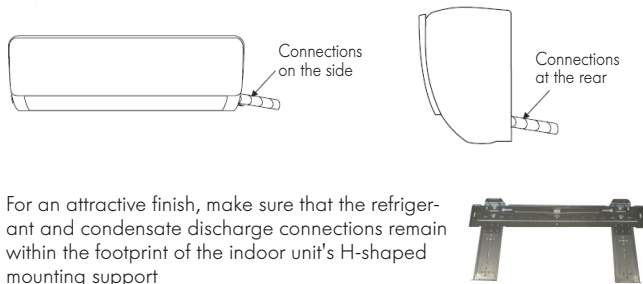 Connections
on the side
Connections
at the rear
For an attractive finish, make sure that the refriger-
ant and condensate discharge connections remain
within the footprint of the indoor unit's H-shaped
mounting support